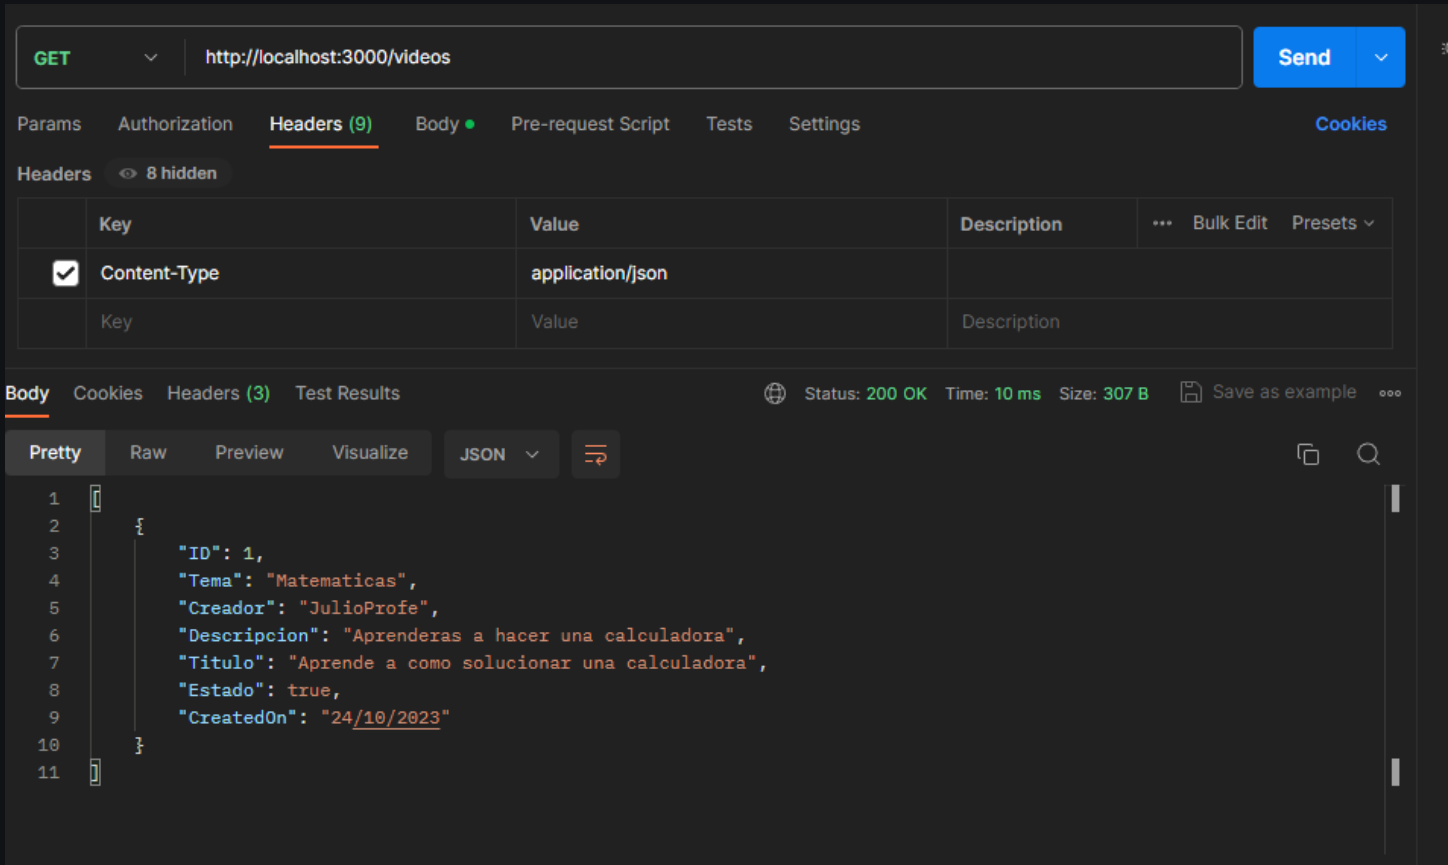 GET http://localhost:3000/videos Send
Params Authorization Headers (9) Body Pre-request Script Tests Settings Cookies
Headers 8 hidden
Key Value Description ••• Bulk Edit Presets
Content-Type application/json
Key Value Description
Body Cookies Headers (3) Test Results Status: 200 OK Time: 10 ms Size: 307 B Save as example
Pretty Raw Preview Visualize JSON
1 [
2 {
3 "ID": 1,
4 "Tema": "Matematicas",
5 "Creador": "JulioProfe",
6 "Descripcion": "Aprenderas a hacer una calculadora",
7 "Titulo": "Aprende a como solucionar una calculadora",
8 "Estado": true,
9 "CreatedOn": "24/10/2023"
10 }
11 ]